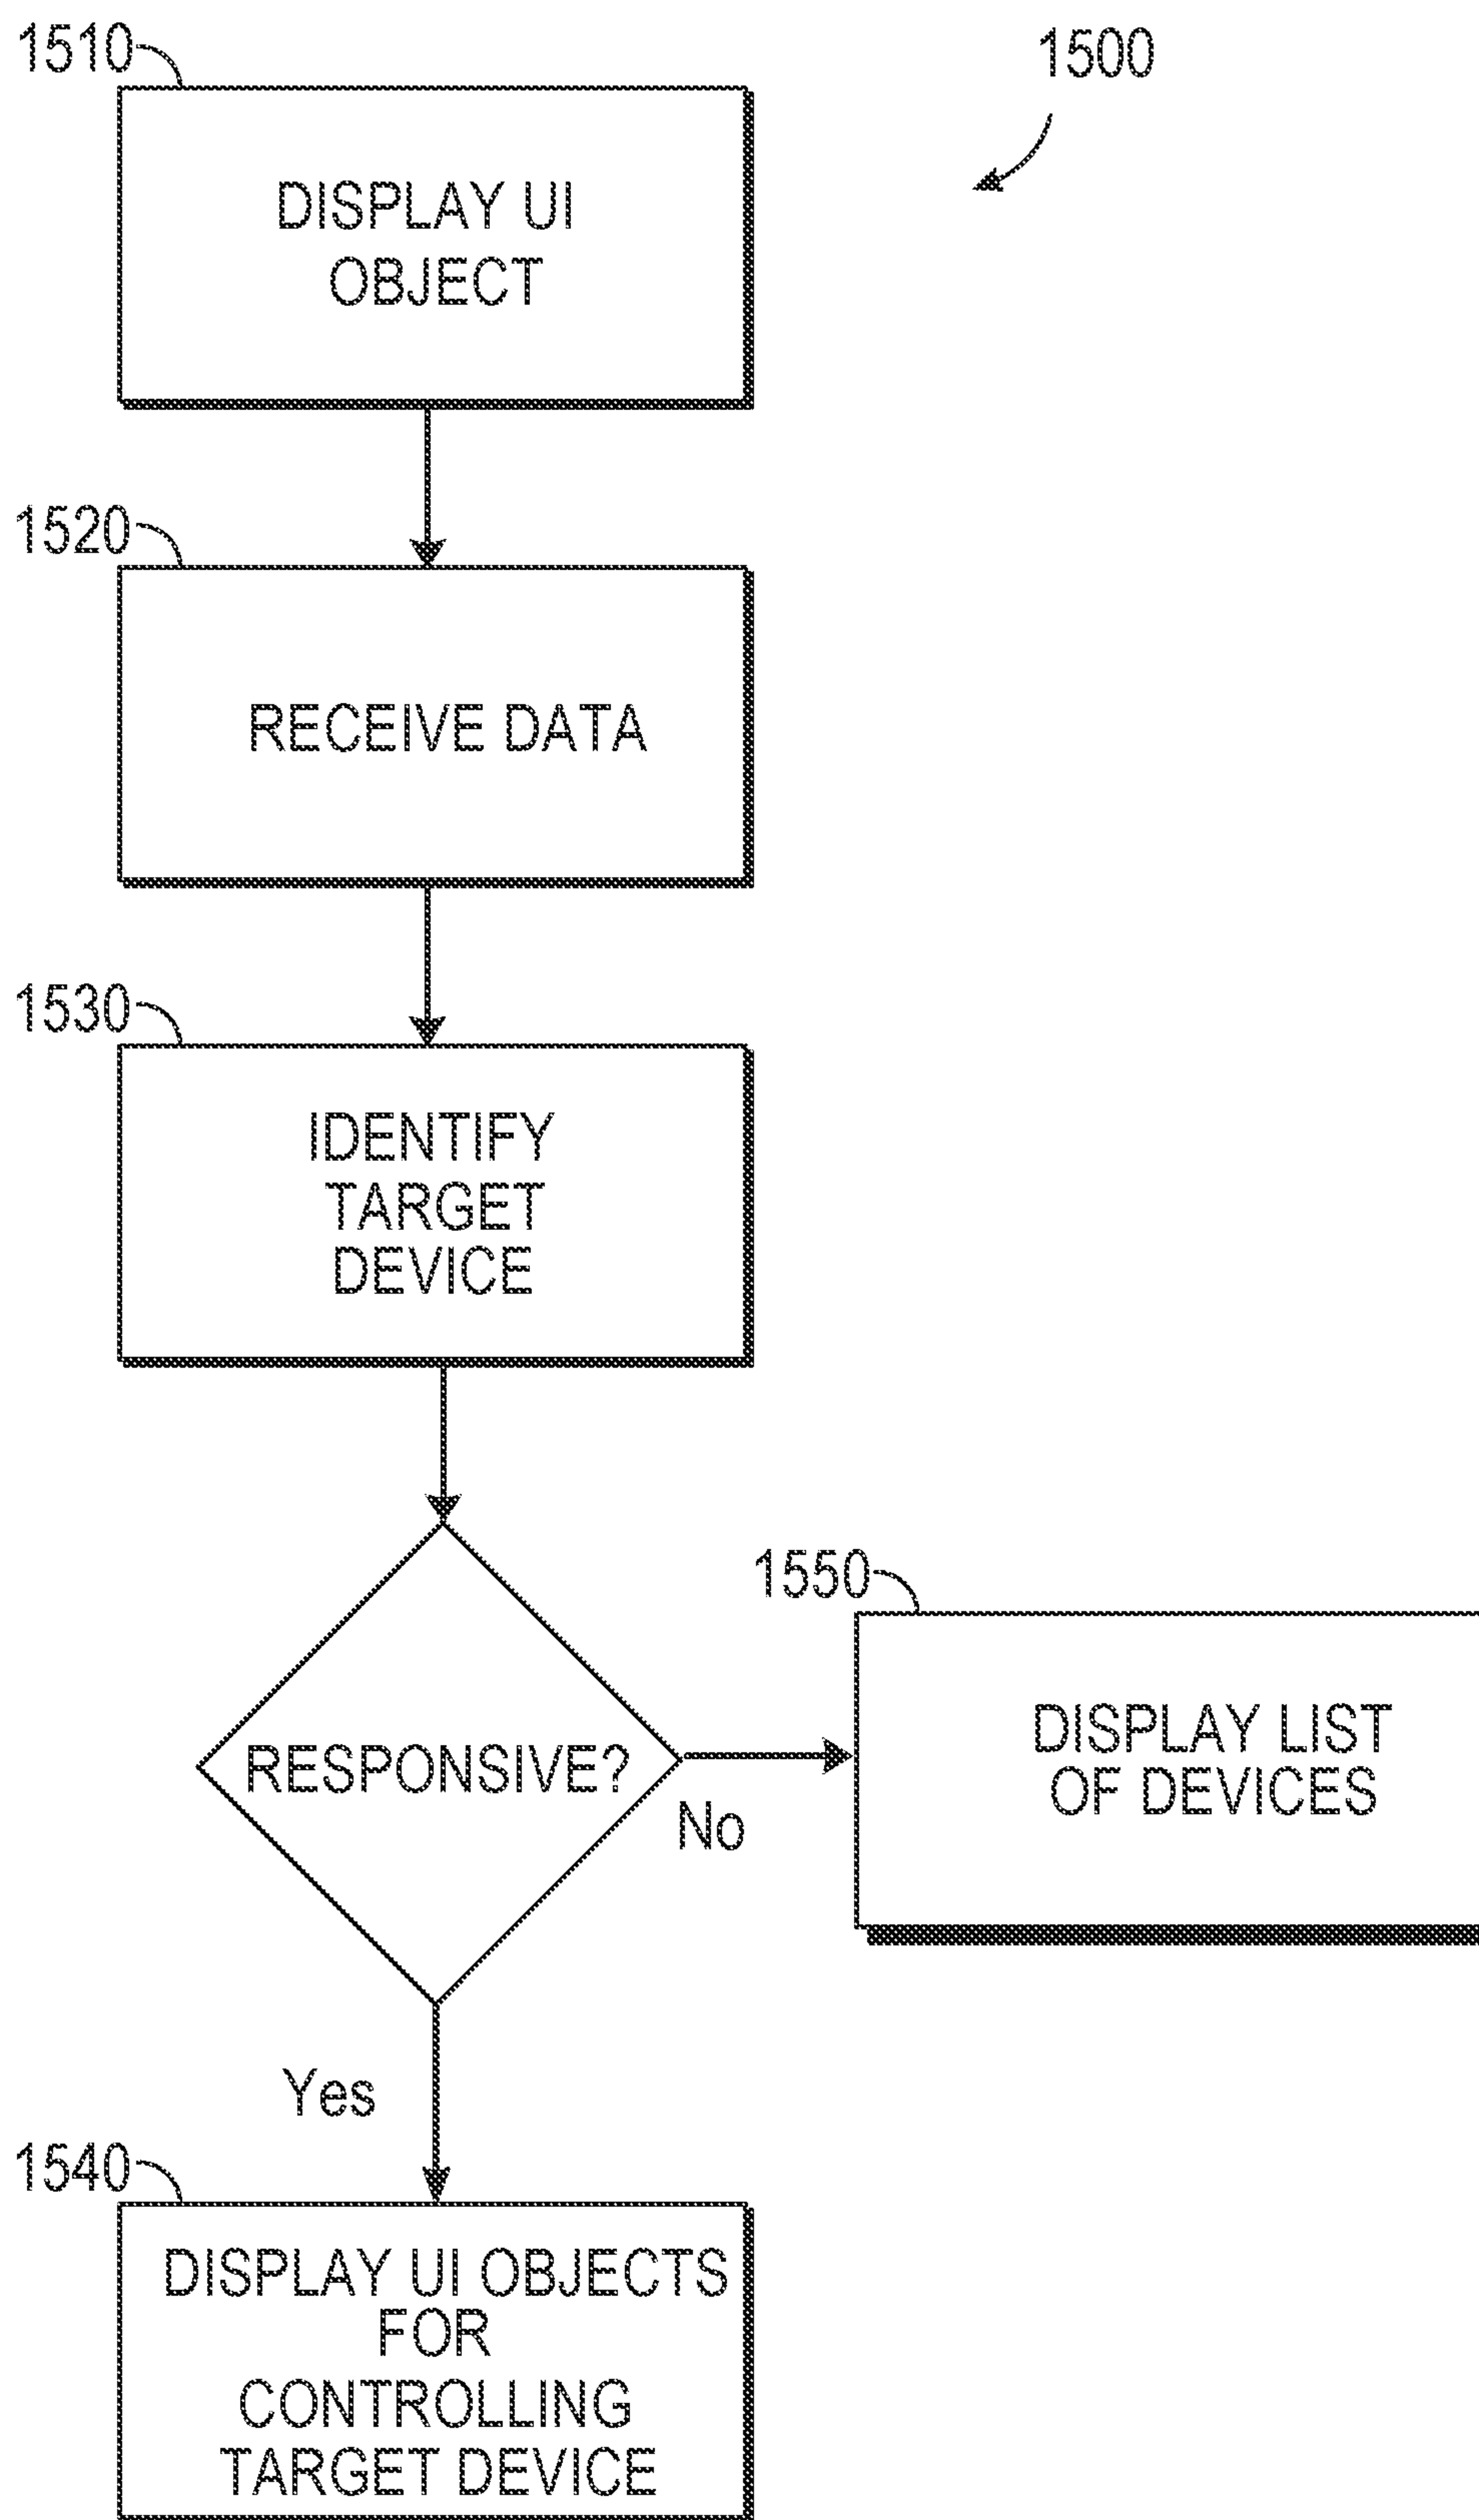 1510
1500
DISPLAY UI
OBJECT
1520
RECEIVE DATA
1530
IDENTIFY
TARGET
DEVICE
1550
RESPONSIVE?
DISPLAY LIST
OF DEVICES
No
Yes
1540
DISPLAY UI OBJECTS
FOR
CONTROLLING
TARGET DEVICE